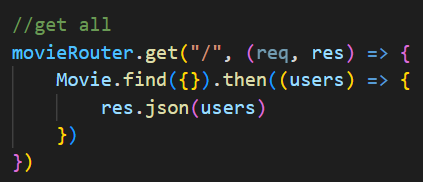 //get all
movieRouter.get("/", (req, res) => {
    Movie.find({}).then((users) => {
        res.json(users)
    })
})